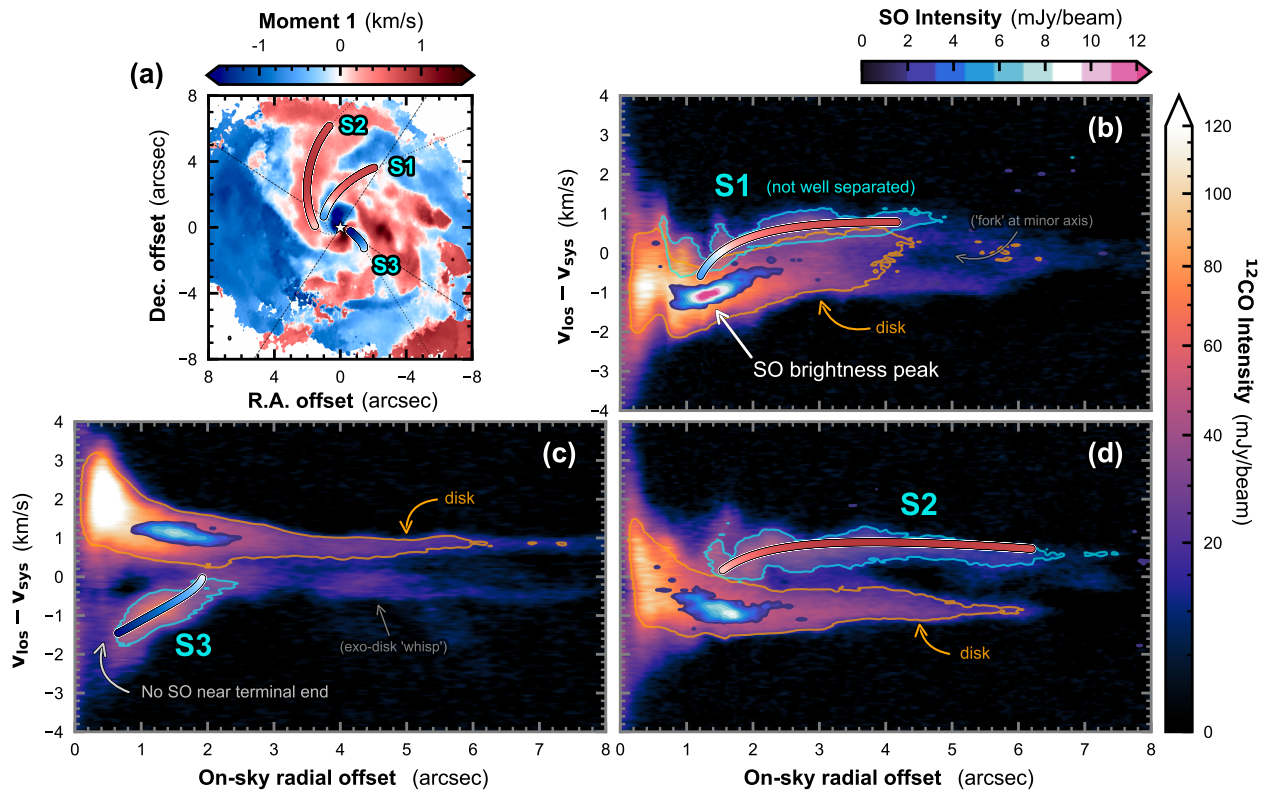 Moment 1 (km/s)
-1 0 1
(a)
8
4
0
−4
−8
Dec. offset (arcsec)
S2
S1
S3
8 4 0 −4 −8
R.A. offset (arcsec)
SO Intensity (mJy/beam)
0 2 4 6 8 10 12
4
3
2
1
0
−1
−2
−3
−4
vlos − vsys (km/s)
(b)
S1 (not well separated)
('fork' at minor axis)
disk
SO brightness peak
120
100
80
60
40
20
0
12CO Intensity (mJy/beam)
4
3
2
1
0
−1
−2
−3
−4
vlos − vsys (km/s)
(c)
disk
S3
(exo-disk 'whisp')
No SO near terminal end
0 1 2 3 4 5 6 7 8
On-sky radial offset (arcsec)
(d)
S2
disk
0 1 2 3 4 5 6 7 8
On-sky radial offset (arcsec)